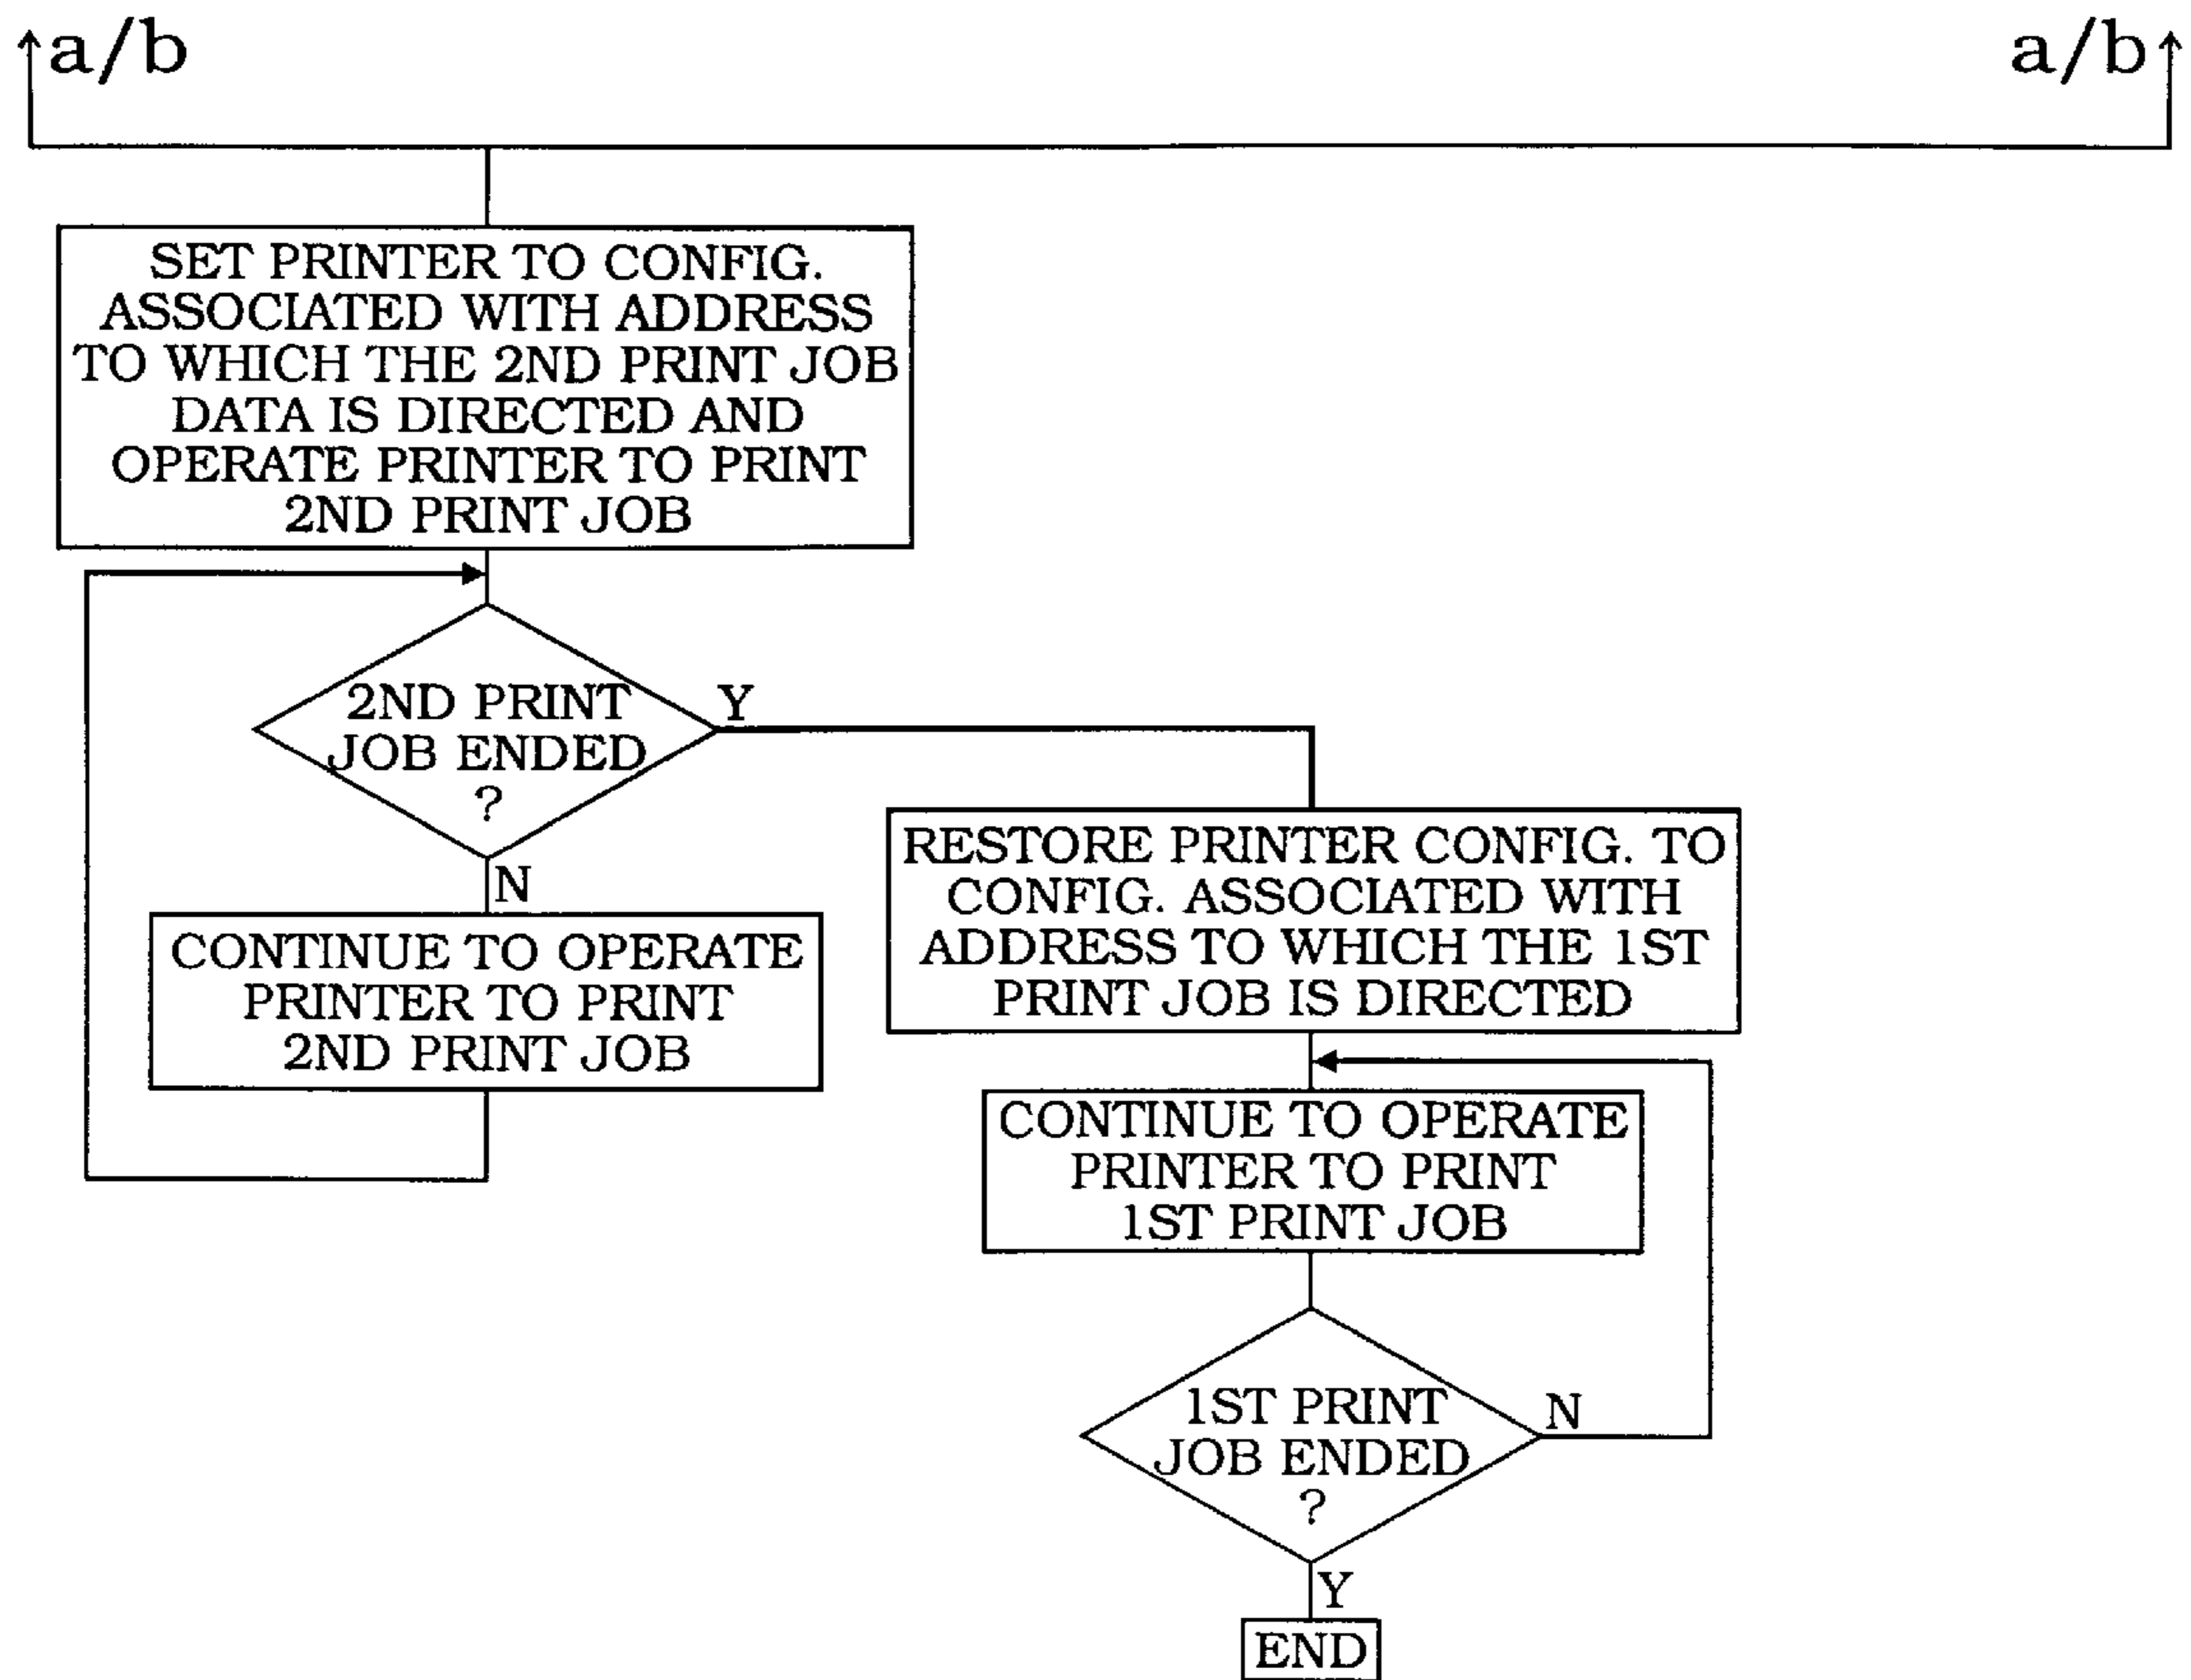 a/b
a/b
SET PRINTER TO CONFIG.
ASSOCIATED WITH ADDRESS
TO WHICH THE 2ND PRINT JOB
DATA IS DIRECTED AND
OPERATE PRINTER TO PRINT
2ND PRINT JOB
2ND PRINT
JOB ENDED
?
Y
N
CONTINUE TO OPERATE
PRINTER TO PRINT
2ND PRINT JOB
RESTORE PRINTER CONFIG. TO
CONFIG. ASSOCIATED WITH
ADDRESS TO WHICH THE 1ST
PRINT JOB IS DIRECTED
CONTINUE TO OPERATE
PRINTER TO PRINT
1ST PRINT JOB
1ST PRINT
JOB ENDED
?
N
Y
END